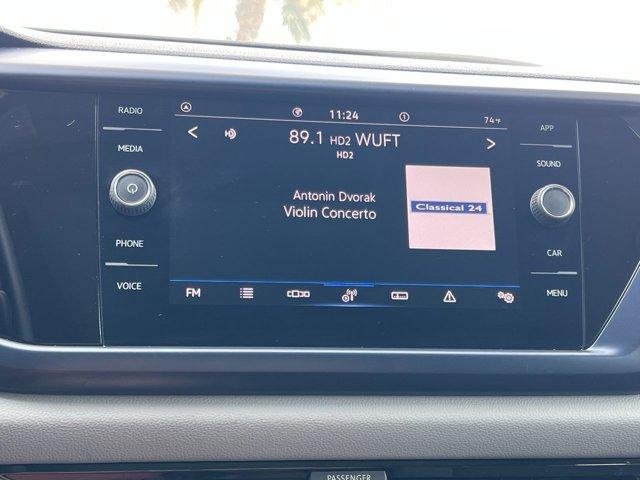 RADIO
MEDIA
PHONE
VOICE
11:24
74°F
89.1 HD2 WUFT
HD2
Antonin Dvorak
Violin Concerto
Classical 24
FM
APP
SOUND
CAR
MENU
PASSENGER